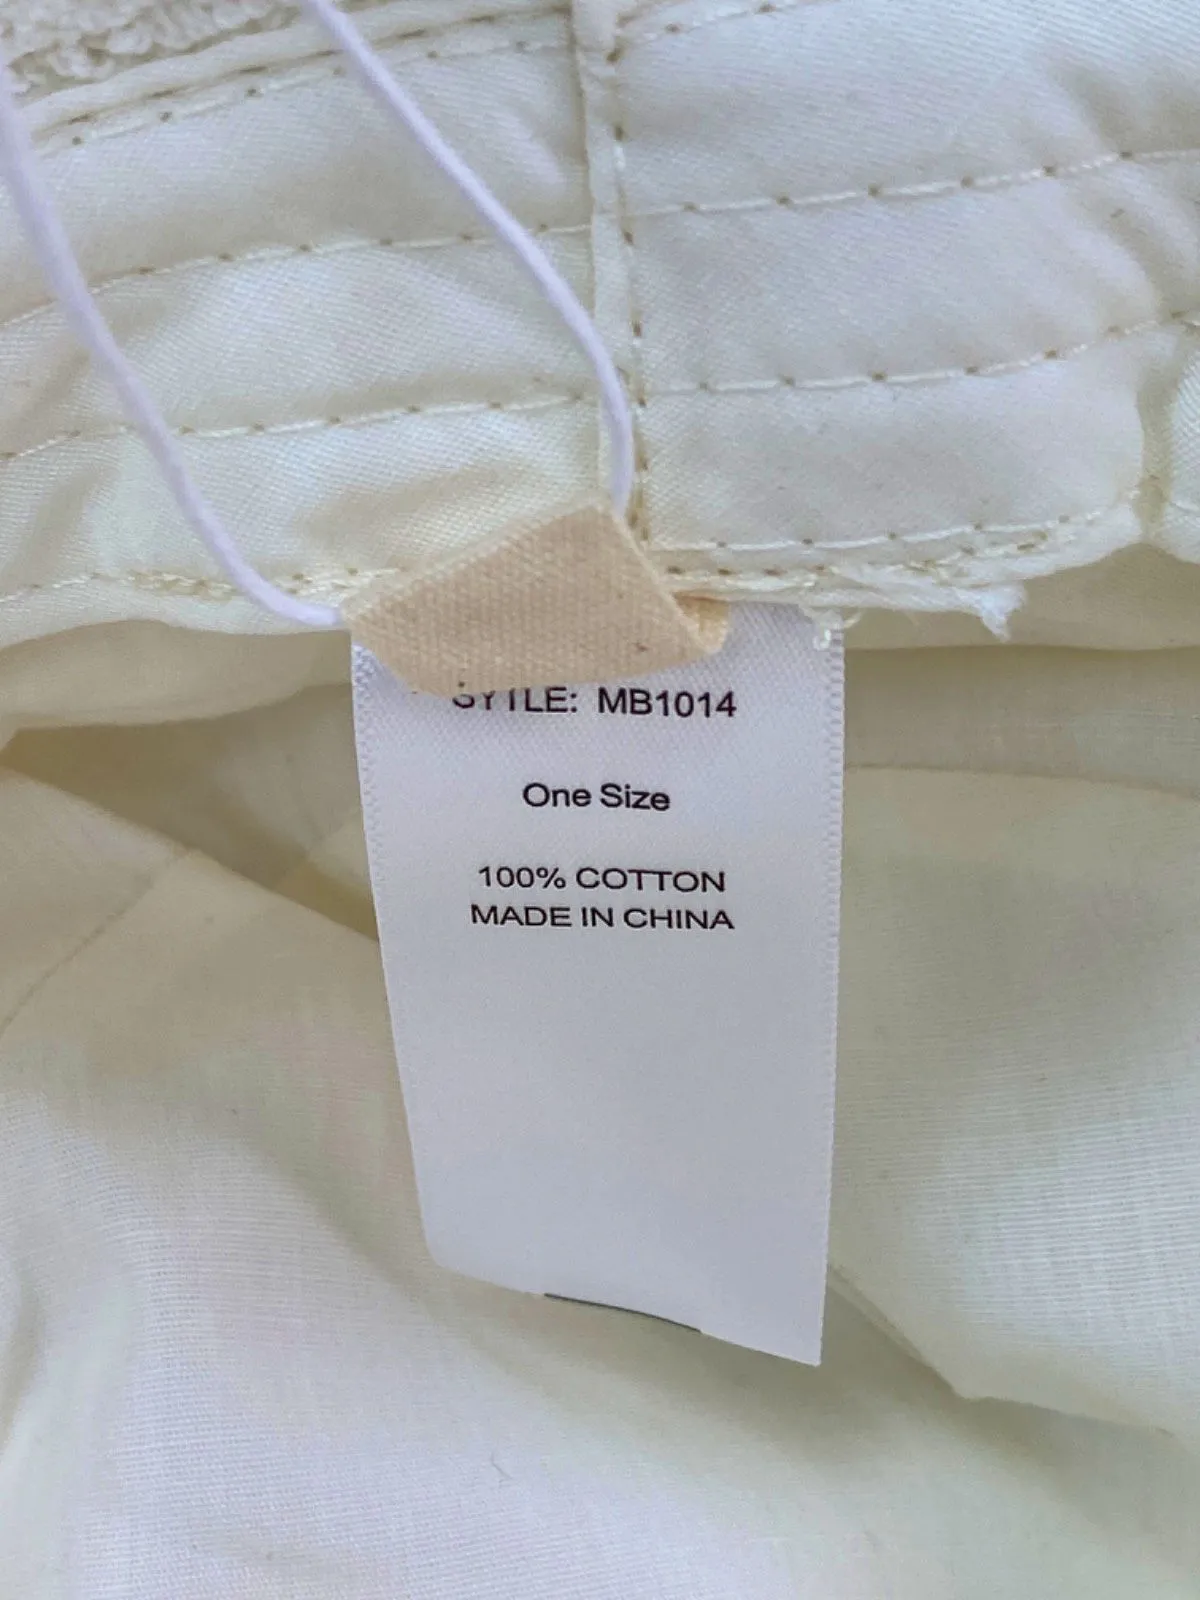 SYTLE: MB1014
One Size
100% COTTON
MADE IN CHINA